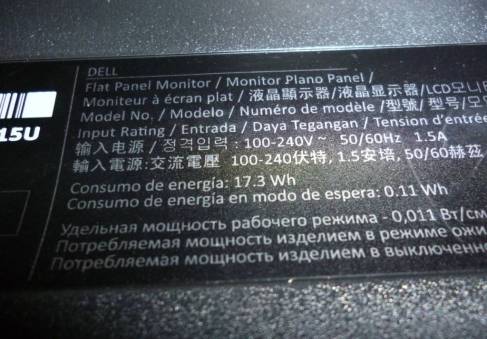 DELL
Flat Panel Monitor / Monitor Plano Panel /
Moniteur à écran plat / 液晶顯示器/液晶显示器/LCD모니터
Model No. / Modelo / Numéro de modèle /型號/ 型号/
15U
Input Rating / Entrada / Daya Tegangan / Tension d'entrée
输入电源 / 정격입력 : 100-240V ~ 50/60Hz 1.5A
輸入電源:交流電壓 100-240伏特, 1.5安培, 50/60赫茲
Consumo de energía: 17.3 Wh
Consumo de energía en modo de espera: 0.11 Wh
Удельная мощность рабочего режима - 0,011 Вт/см
Потребляемая мощность изделием в режиме
Потребляемая мощность изделием в